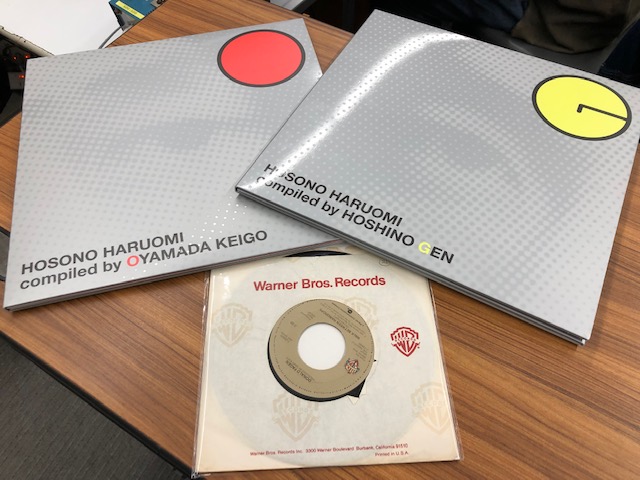 HOSONO HARUOMI
compiled by OYAMADA KEIGO
HOSONO HARUOMI
compiled by HOSHINO GEN
Warner Bros. Records
Warner Bros. Records Inc. 3300 Warner Boulevard Burbank, California 91510
Printed in U.S.A.